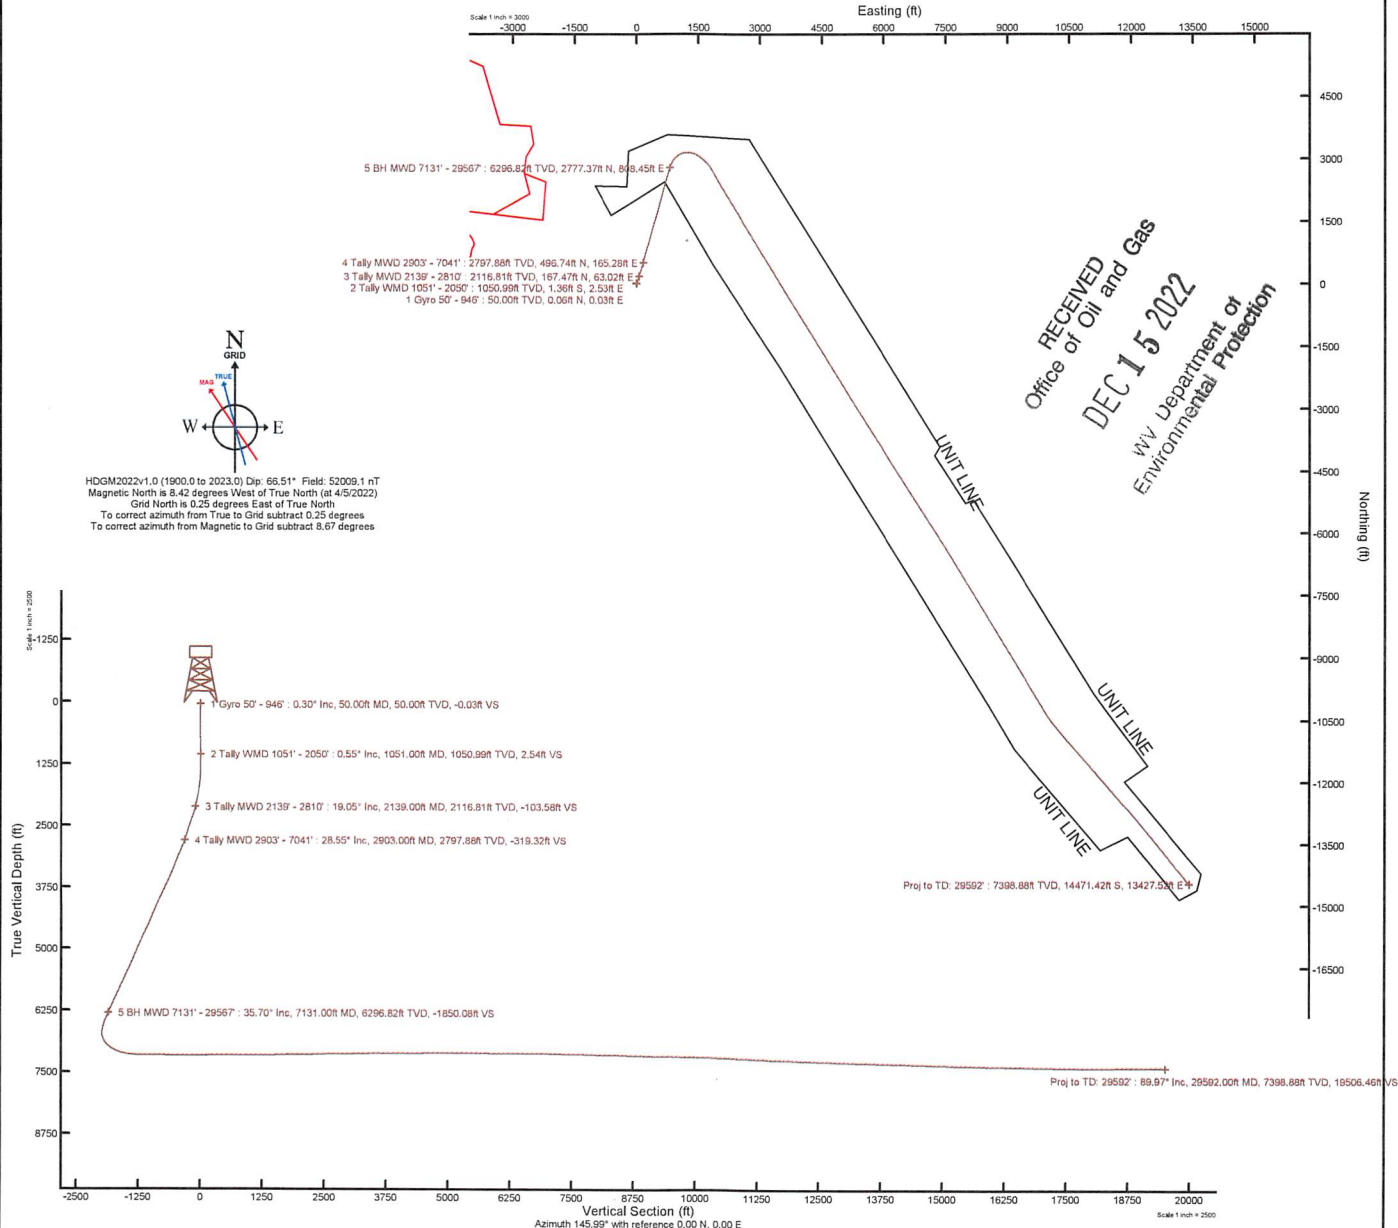 Scale 1 inch = 3000
Easting (ft)
-3000 -1500 0 1500 3000 4500 6000 7500 9000 10500 12000 13500 15000
4500
3000
1500
0
-1500
-3000
-4500
-6000
-7500
-9000
-10500
-12000
-13500
-15000
-16500
Northing (ft)
5 BH MWD 7131' - 29567' : 6296.82ft TVD, 2777.37ft N, 808.45ft E
4 Tally MWD 2903' - 7041' : 2797.88ft TVD, 496.74ft N, 165.28ft E
3 Tally MWD 2139' - 2810' : 2116.81ft TVD, 167.47ft N, 63.02ft E
2 Tally WMD 1051' - 2050' : 1050.99ft TVD, 1.36ft S, 2.53ft E
1 Gyro 50' - 946' : 50.00ft TVD, 0.06ft N, 0.03ft E
RECEIVED
Office of Oil and Gas
DEC 15 2022
WV Department of
Environmental Protection
UNIT LINE
UNIT LINE
UNIT LINE
Proj to TD: 29592' : 7398.88ft TVD, 14471.42ft S, 13427.52ft E
N
GRID
TRUE
MAG
W E
HDGM2022v1.0 (1900.0 to 2023.0) Dip: 66.51° Field: 52009.1 nT
Magnetic North is 8.42 degrees West of True North (at 4/5/2022)
Grid North is 0.25 degrees East of True North
To correct azimuth from True to Grid subtract 0.25 degrees
To correct azimuth from Magnetic to Grid subtract 8.67 degrees
Scale 1 inch = 2500
-1250
0
1250
2500
3750
5000
6250
7500
8750
True Vertical Depth (ft)
1 Gyro 50' - 946' : 0.30° Inc, 50.00ft MD, 50.00ft TVD, -0.03ft VS
2 Tally WMD 1051' - 2050' : 0.55° Inc, 1051.00ft MD, 1050.99ft TVD, 2.54ft VS
3 Tally MWD 2139' - 2810' : 19.05° Inc, 2139.00ft MD, 2116.81ft TVD, -103.58ft VS
4 Tally MWD 2903' - 7041' : 28.55° Inc, 2903.00ft MD, 2797.88ft TVD, -319.32ft VS
5 BH MWD 7131' - 29567' : 35.70° Inc, 7131.00ft MD, 6296.82ft TVD, -1850.08ft VS
Proj to TD: 29592' : 89.97° Inc, 29592.00ft MD, 7398.88ft TVD, 19506.46ft VS
-2500 -1250 0 1250 2500 3750 5000 6250 7500 8750 10000 11250 12500 13750 15000 16250 17500 18750 20000
Vertical Section (ft)
Scale 1 inch = 2500
Azimuth 145.99° with reference 0.00 N, 0.00 E